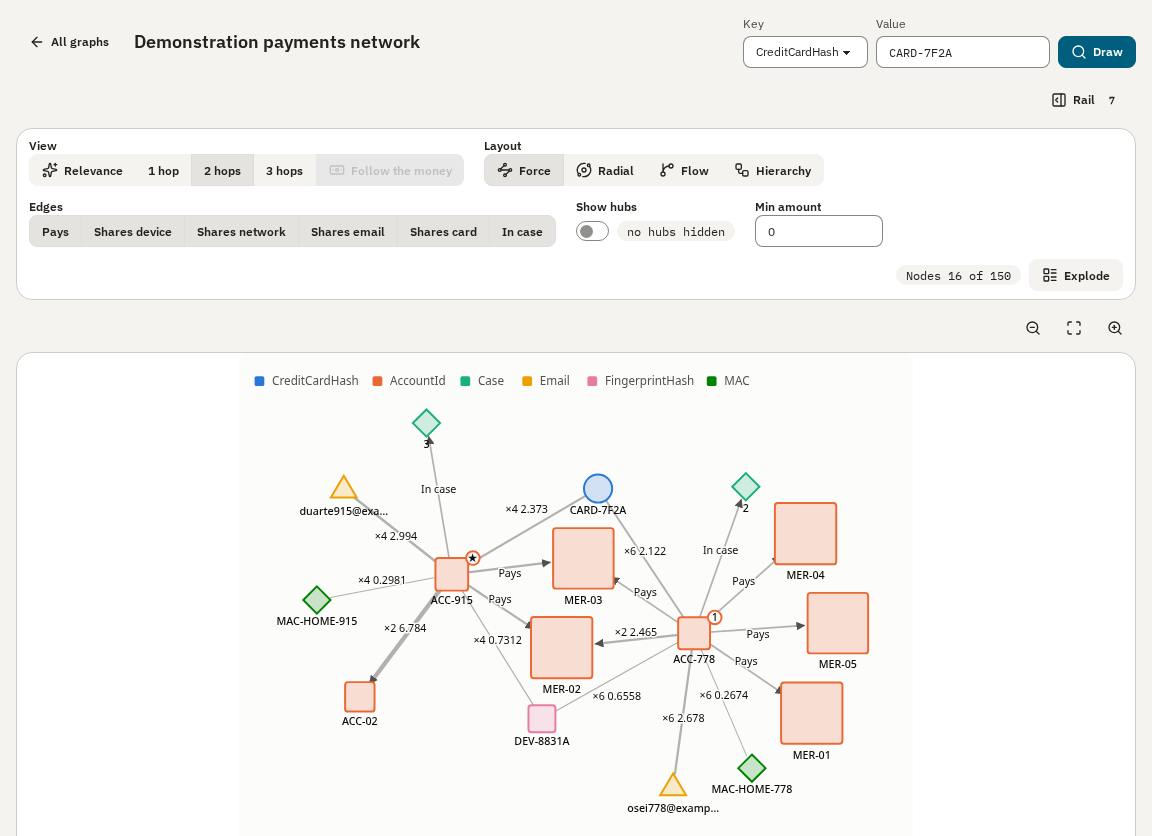 All graphs
Demonstration payments network
Key
Value
CreditCardHash
CARD-7F2A
Draw
Rail 7
View
Layout
Relevance
1 hop
2 hops
3 hops
Follow the money
Force
Radial
Flow
Hierarchy
Edges
Show hubs
Min amount
Pays
Shares device
Shares network
Shares email
Shares card
In case
no hubs hidden
0
Nodes 16 of 150
Explode
CreditCardHash
AccountId
Case
Email
FingerprintHash
MAC
3
In case
duarte915@exa...
×4 2.994
×4 2.373
CARD-7F2A
2
×6 2.122
In case
MER-04
×4 0.2981
Pays
ACC-915
MER-03
Pays
Pays
Pays
MAC-HOME-915
1
×2 6.784
×4 0.7312
×2 2.465
Pays
ACC-778
MER-05
Pays
MER-02
×6 0.6558
×6 0.2674
ACC-02
×6 2.678
DEV-8831A
MER-01
MAC-HOME-778
osei778@examp...